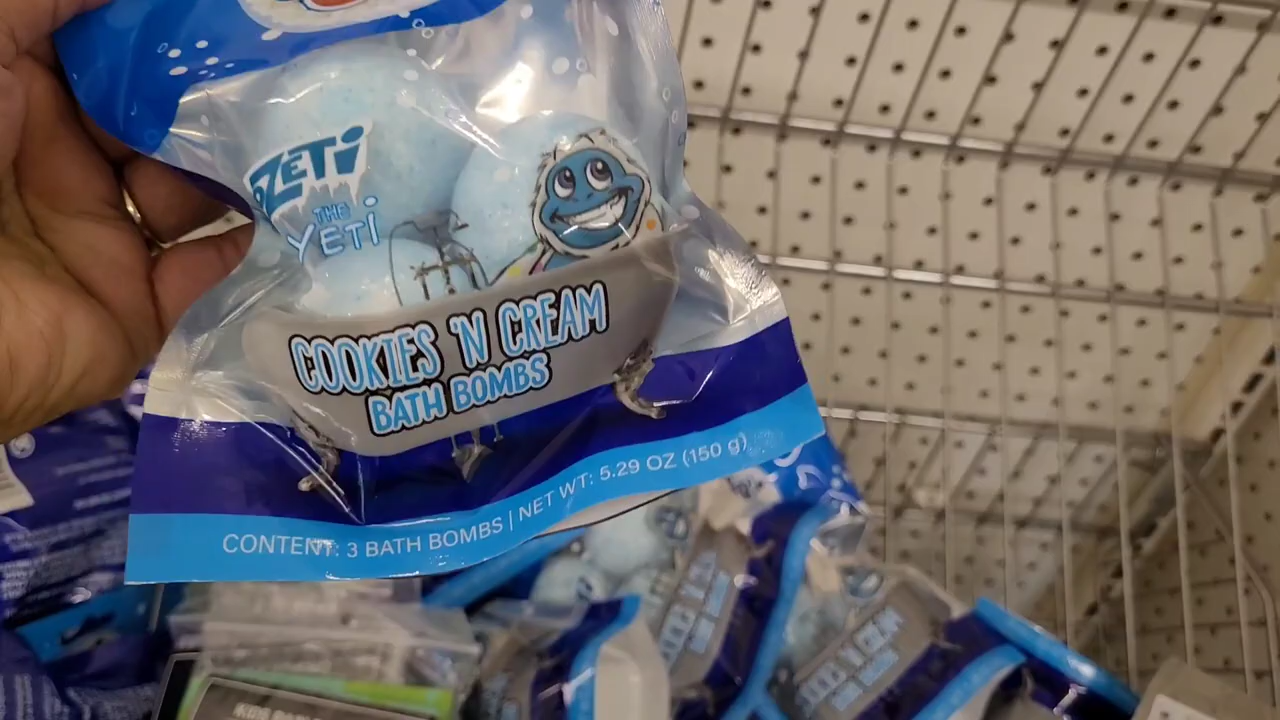 ZETi
THE
YETi
COOKIES 'N CREAM
BATH BOMBS
CONTENT: 3 BATH BOMBS | NET WT: 5.29 OZ (150 g)